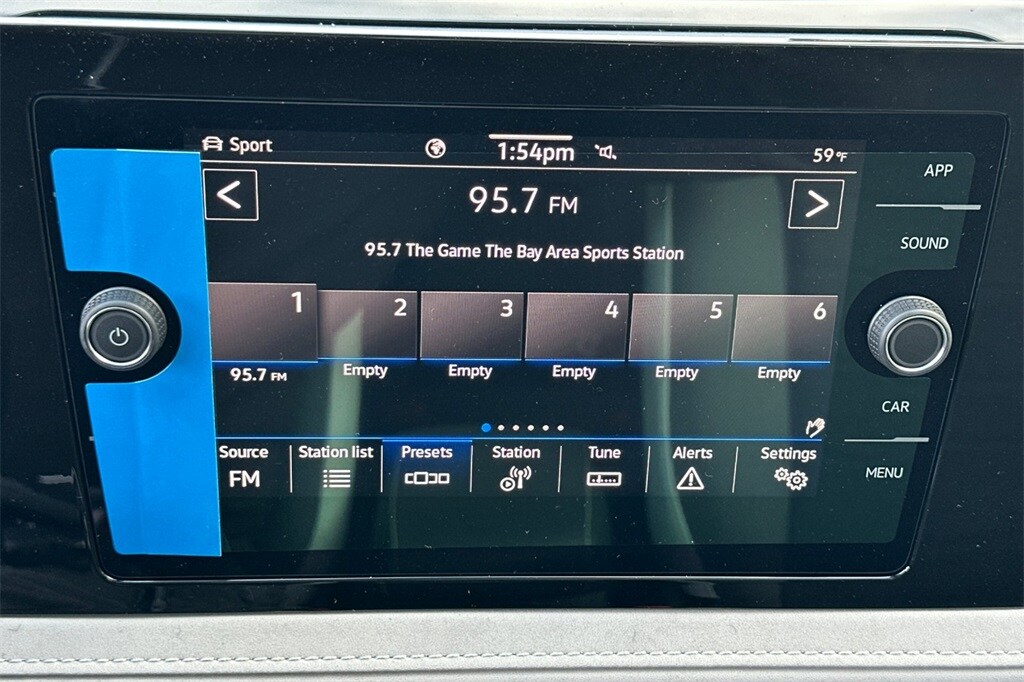 Sport
1:54pm
59°F
APP
95.7 FM
SOUND
95.7 The Game The Bay Area Sports Station
1 2 3 4 5 6
95.7 FM Empty Empty Empty Empty Empty
CAR
Source Station list Presets Station Tune Alerts Settings
FM
MENU